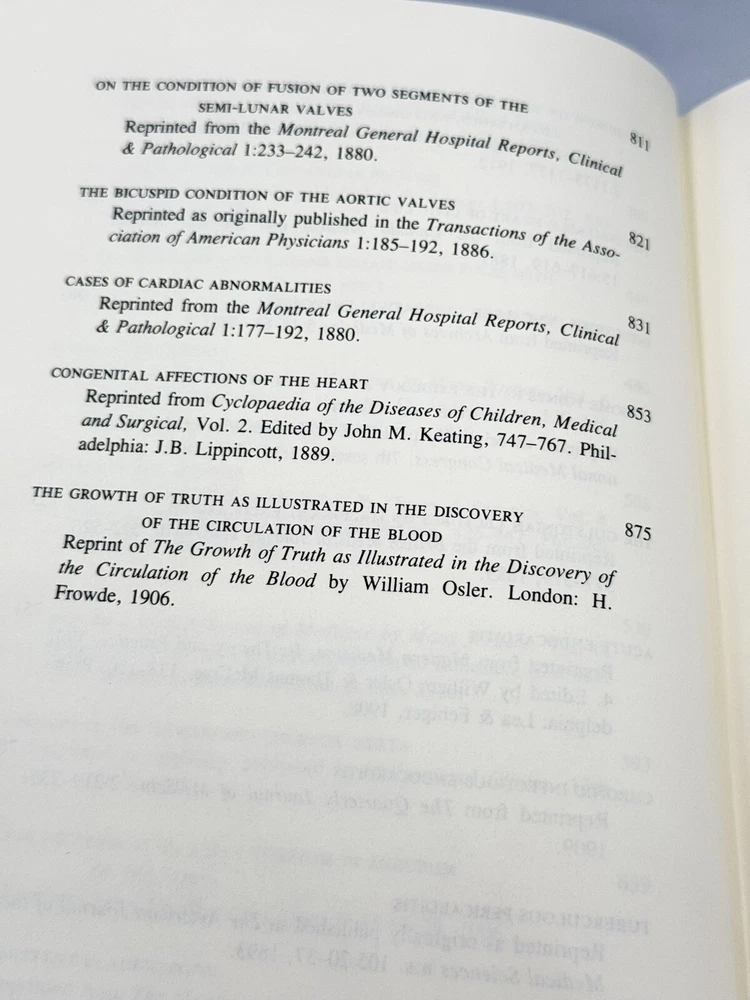 ON THE CONDITION OF FUSION OF TWO SEGMENTS OF THE
SEMI-LUNAR VALVES 811
Reprinted from the Montreal General Hospital Reports, Clinical
& Pathological 1:233–242, 1880.
THE BICUSPID CONDITION OF THE AORTIC VALVES 821
Reprinted as originally published in the Transactions of the Asso-
ciation of American Physicians 1:185–192, 1886.
CASES OF CARDIAC ABNORMALITIES 831
Reprinted from the Montreal General Hospital Reports, Clinical
& Pathological 1:177–192, 1880.
CONGENITAL AFFECTIONS OF THE HEART 853
Reprinted from Cyclopaedia of the Diseases of Children, Medical
and Surgical, Vol. 2. Edited by John M. Keating, 747–767. Phil-
adelphia: J.B. Lippincott, 1889.
THE GROWTH OF TRUTH AS ILLUSTRATED IN THE DISCOVERY
OF THE CIRCULATION OF THE BLOOD 875
Reprint of The Growth of Truth as Illustrated in the Discovery of
the Circulation of the Blood by William Osler. London: H.
Frowde, 1906.